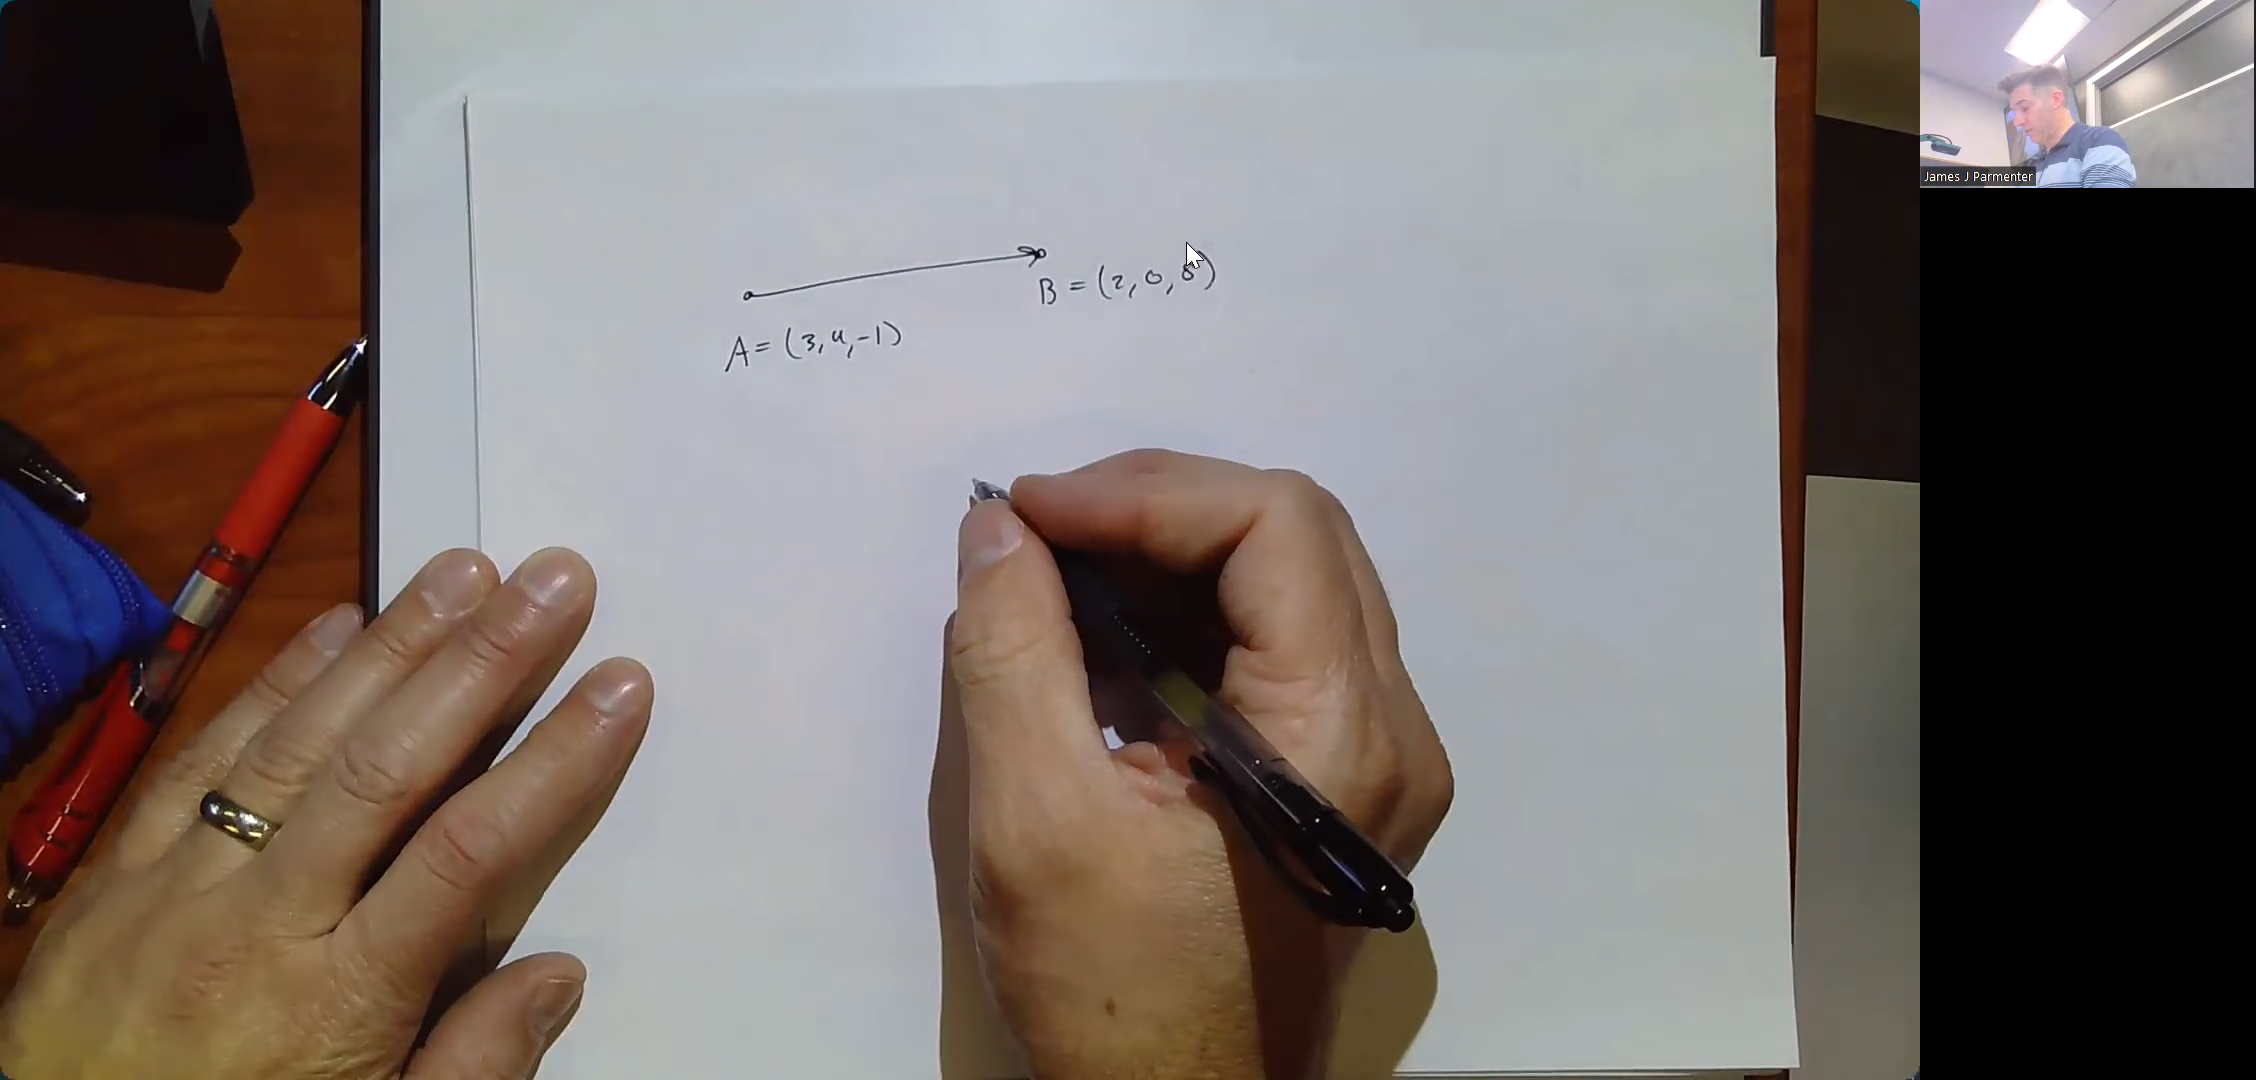 James J Parmenter
B = (2, 0, 8)
A = (3, 4, -1)